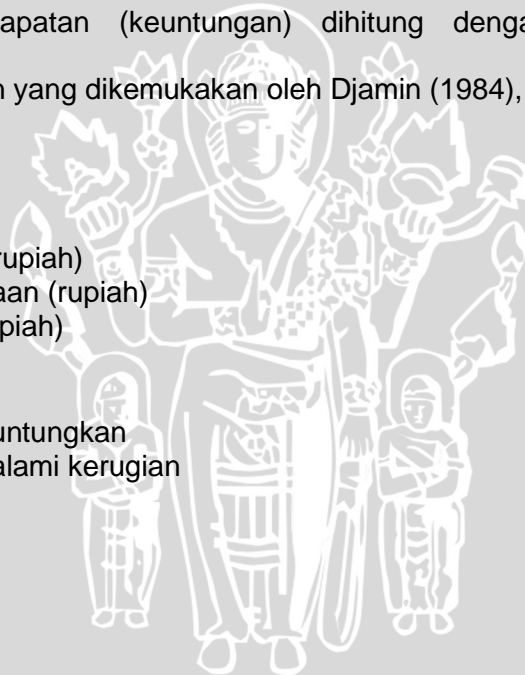 apatan (keuntungan) dihitung denga
n yang dikemukakan oleh Djamin (1984),
rupiah)
aan (rupiah)
piah)
untungkan
alami kerugian